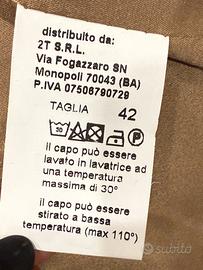 distribuito da:
2T S.R.L.
Via Fogazzaro SN
Monopoli 70043 (BA)
P.IVA 07506790729
TAGLIA 42
30
il capo può essere
lavato in lavatrice ad
una temperatura
massima di 30°
il capo può essere
stirato a bassa
temperatura (max 110°)
subito